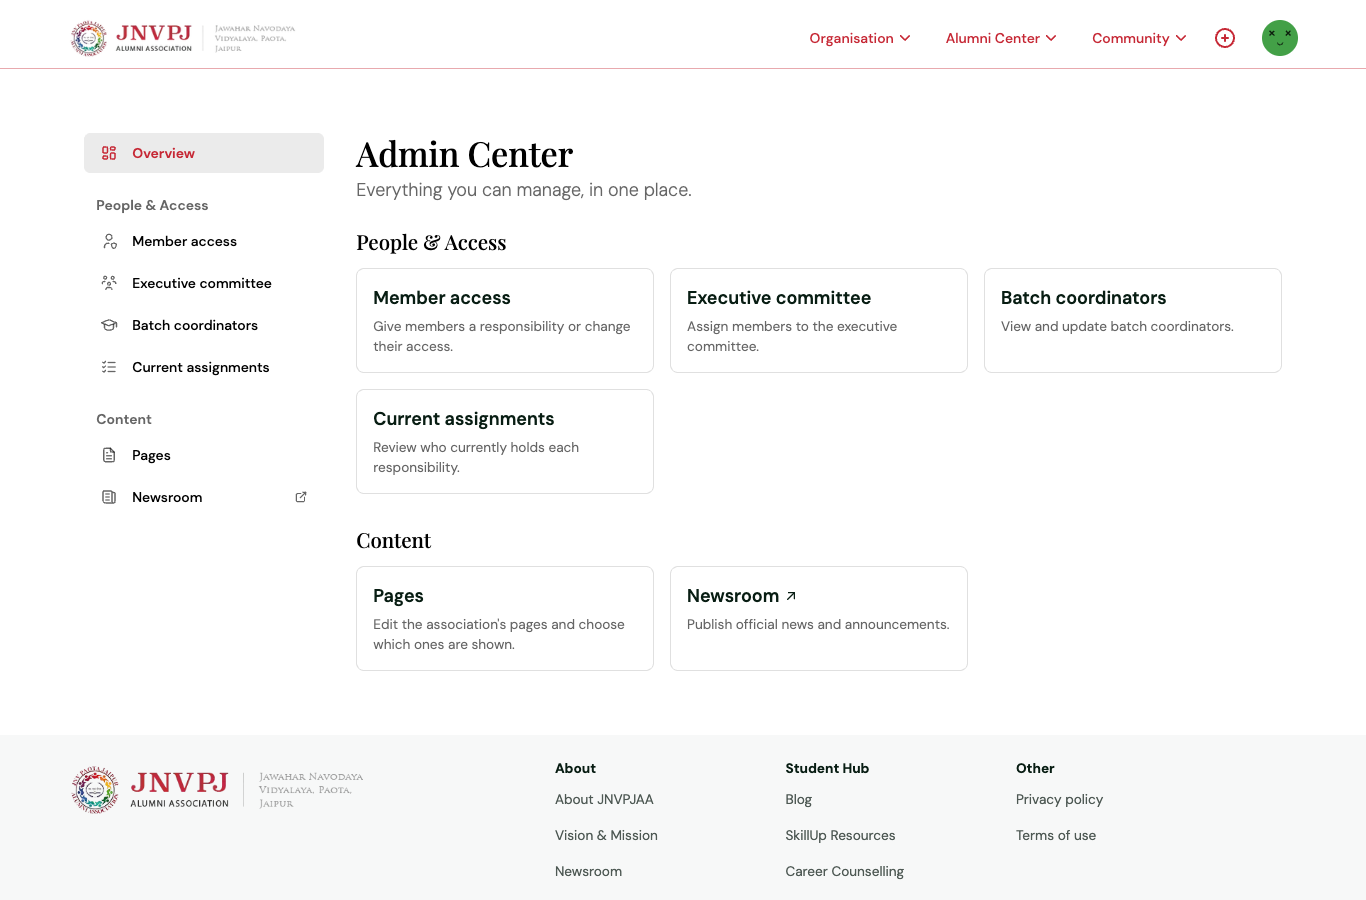 JNVPJ
ALUMNI ASSOCIATION
Jawahar Navodaya
Vidyalaya, Paota,
Jaipur
Organisation
Alumni Center
Community
Overview
People & Access
Member access
Executive committee
Batch coordinators
Current assignments
Content
Pages
Newsroom
Admin Center
Everything you can manage, in one place.
People & Access
Member access
Give members a responsibility or change
their access.
Executive committee
Assign members to the executive
committee.
Batch coordinators
View and update batch coordinators.
Current assignments
Review who currently holds each
responsibility.
Content
Pages
Edit the association's pages and choose
which ones are shown.
Newsroom
Publish official news and announcements.
JNVPJ
ALUMNI ASSOCIATION
Jawahar Navodaya
Vidyalaya, Paota,
Jaipur
About
About JNVPJAA
Vision & Mission
Newsroom
Student Hub
Blog
SkillUp Resources
Career Counselling
Other
Privacy policy
Terms of use